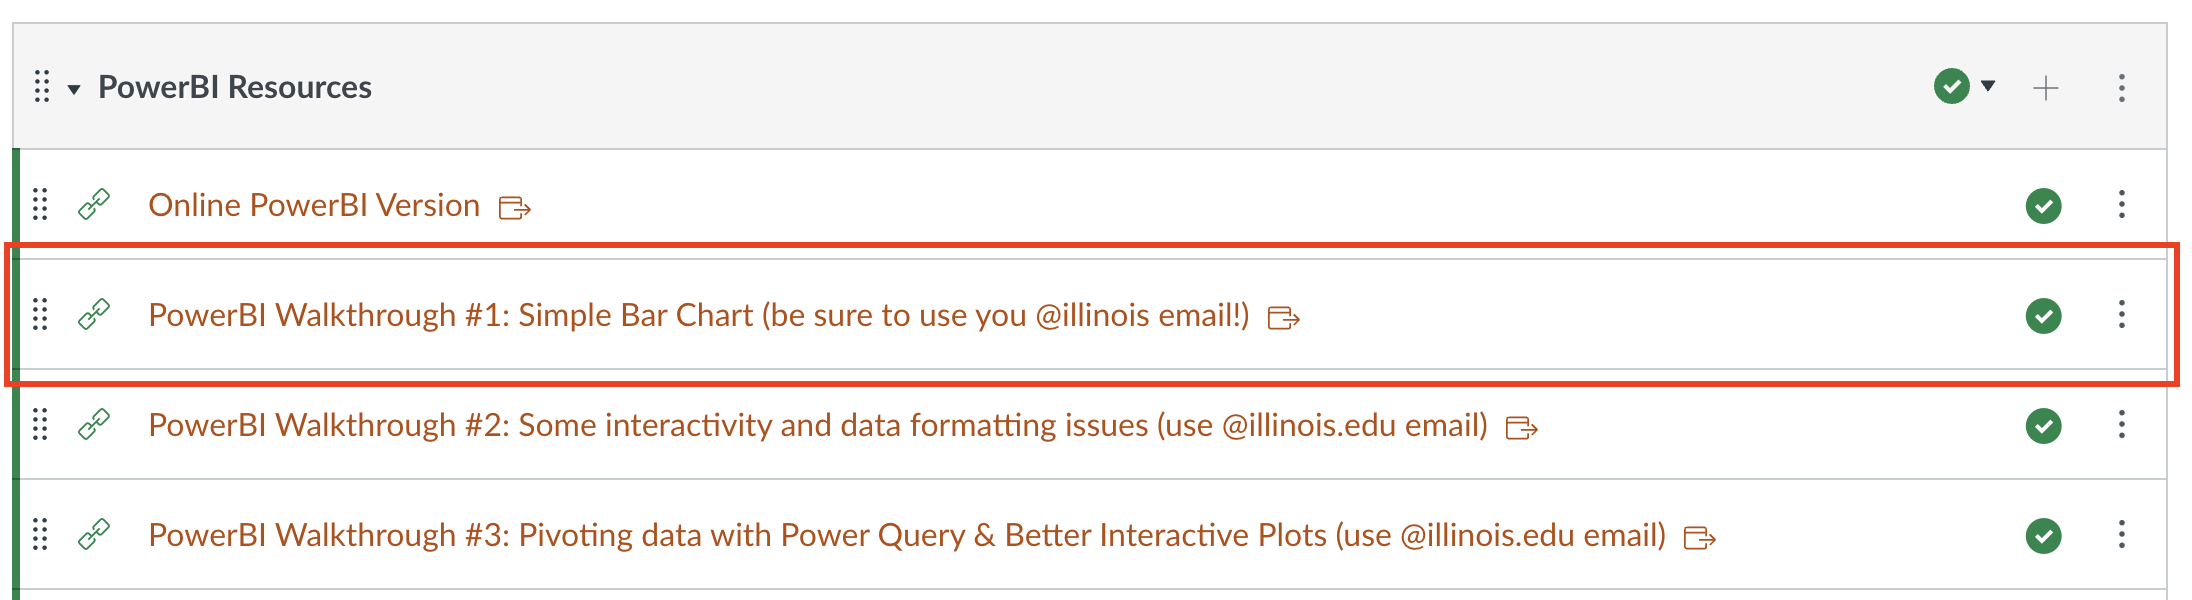 PowerBI Resources
Online PowerBI Version
PowerBI Walkthrough #1: Simple Bar Chart (be sure to use you @illinois email!)
PowerBI Walkthrough #2: Some interactivity and data formatting issues (use @illinois.edu email)
PowerBI Walkthrough #3: Pivoting data with Power Query & Better Interactive Plots (use @illinois.edu email)